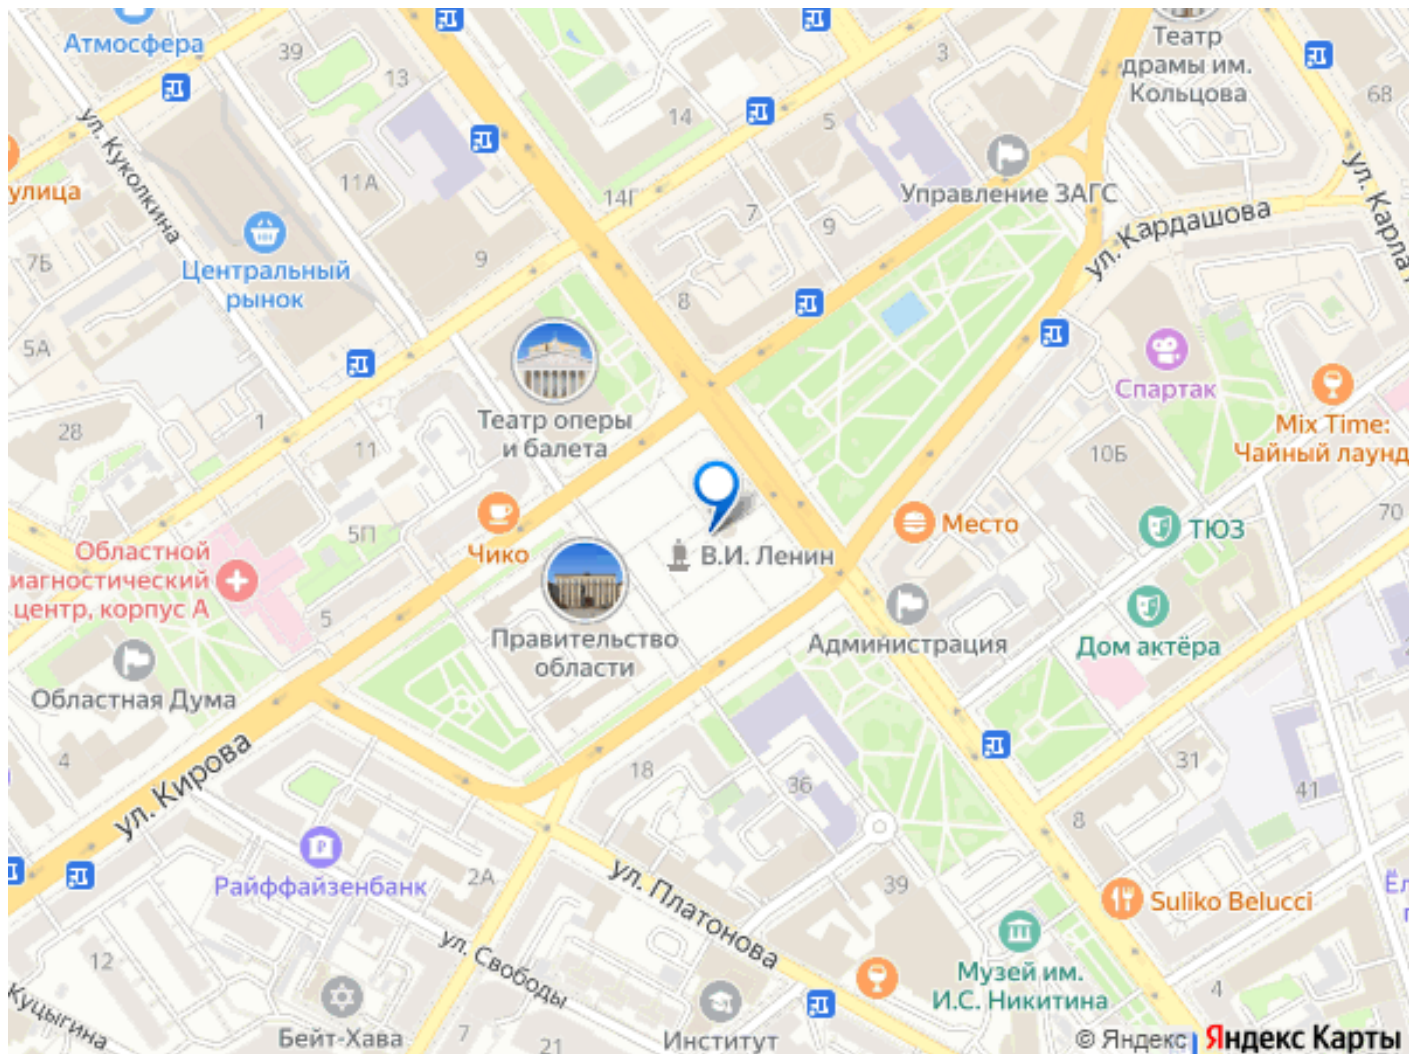 Атмосфера
39
13
14
3
5
Театр
драмы им.
Кольцова
68
ул. Куколкина
улица
11А
14Г
7
9
Управление ЗАГС
ул. Кардашова
ул. Карла
7Б
Центральный
рынок
9
8
5А
1
Театр оперы
и балета
Спартак
Mix Time:
Чайный лаунд
28
11
10Б
5П
Чико
Место
ТЮЗ
70
Областной
иагностический
центр, корпус А
В.И. Ленин
5
Правительство
области
Администрация
Дом актёра
Областная Дума
4
ул. Кирова
18
36
31
41
8
Райффайзенбанк
2А
ул. Платонова
39
Suliko Belucci
Ёл
ул. Свободы
12
Музей им.
И.С. Никитина
4
Куцыгина
Бейт-Хава
7
21
Институт
© Яндекс
Яндекс Карты